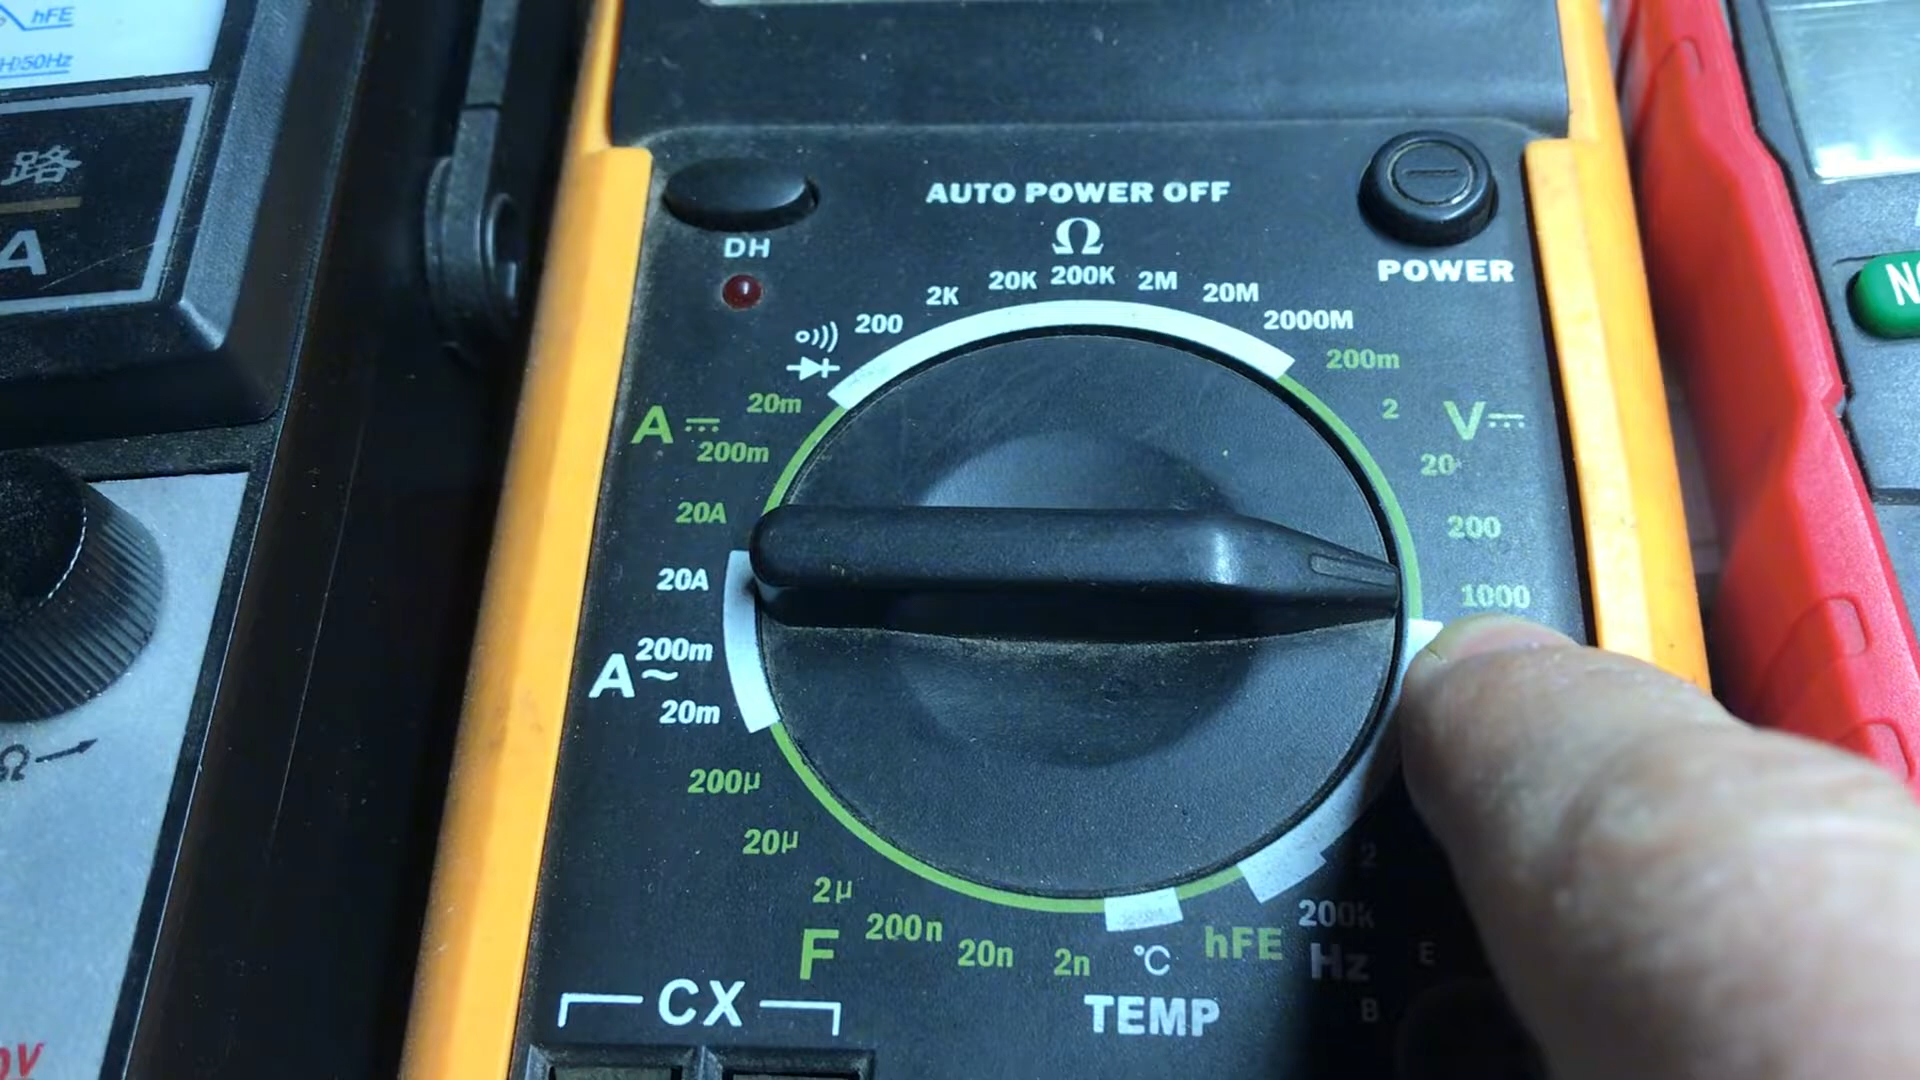 hFE
H)50Hz
路
A
Ω
0V
AUTO POWER OFF
Ω
DH
POWER
200 2K 20K 200K 2M 20M 2000M
A
20m
200m
20A
20A
A~
200m
20m
V
200m
2
20
200
1000
200µ
20µ
2µ
200n
20n
2n
F
CX
°C
TEMP
hFE
2
200k
Hz
E
B